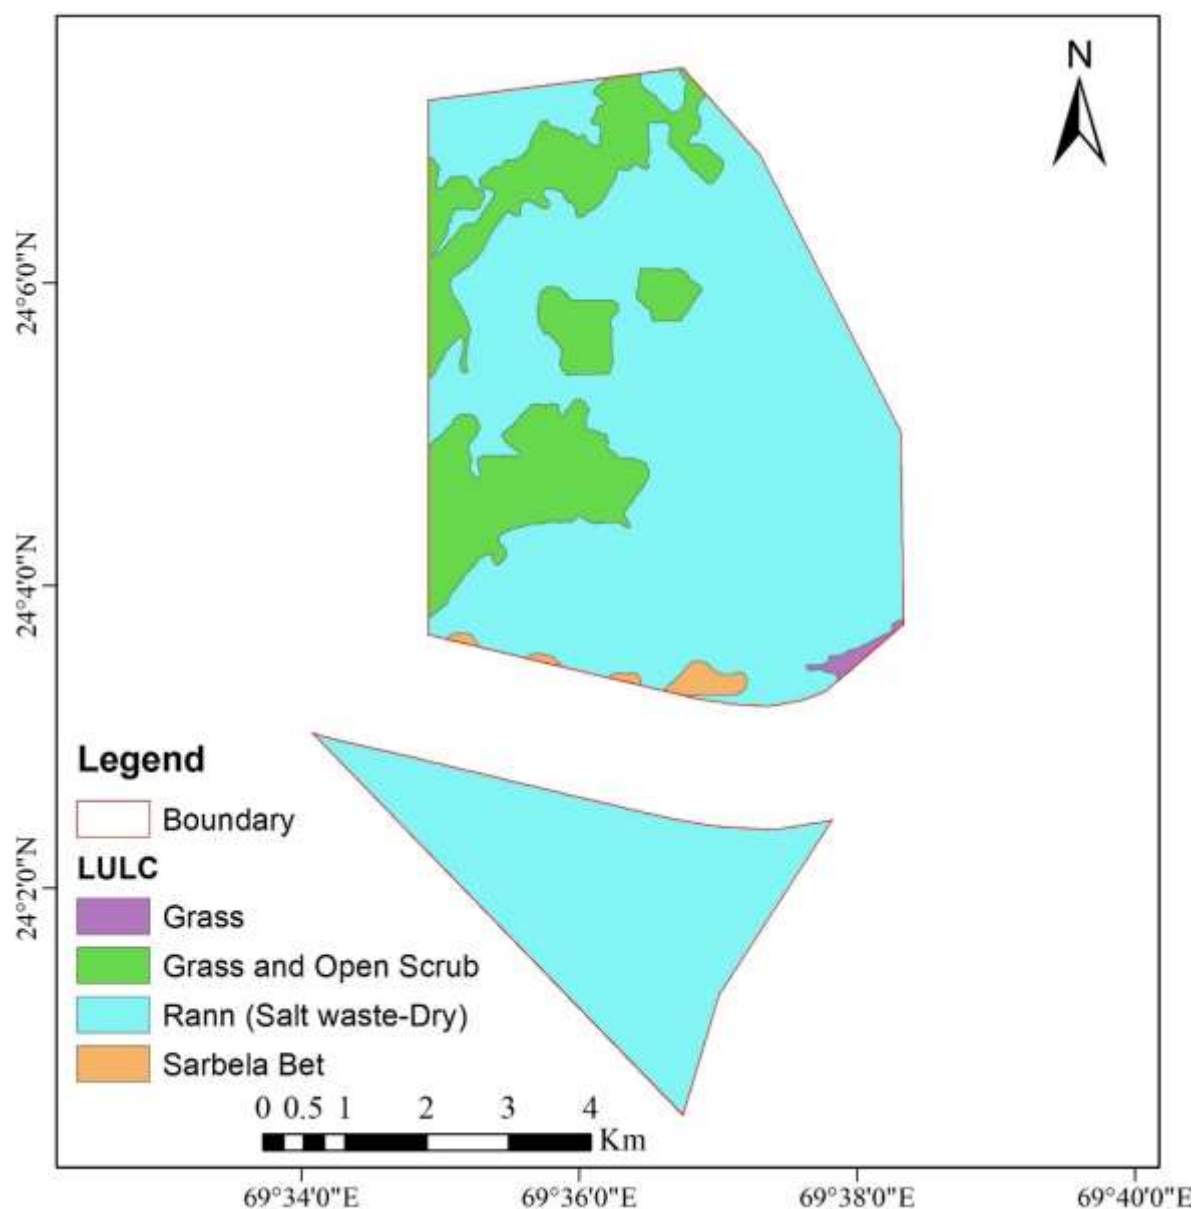 N
24°6'0"N
24°4'0"N
24°2'0"N
Legend
Boundary
LULC
Grass
Grass and Open Scrub
Rann (Salt waste-Dry)
Sarbela Bet
0 0.5 1 2 3 4
Km
69°34'0"E 69°36'0"E 69°38'0"E 69°40'0"E